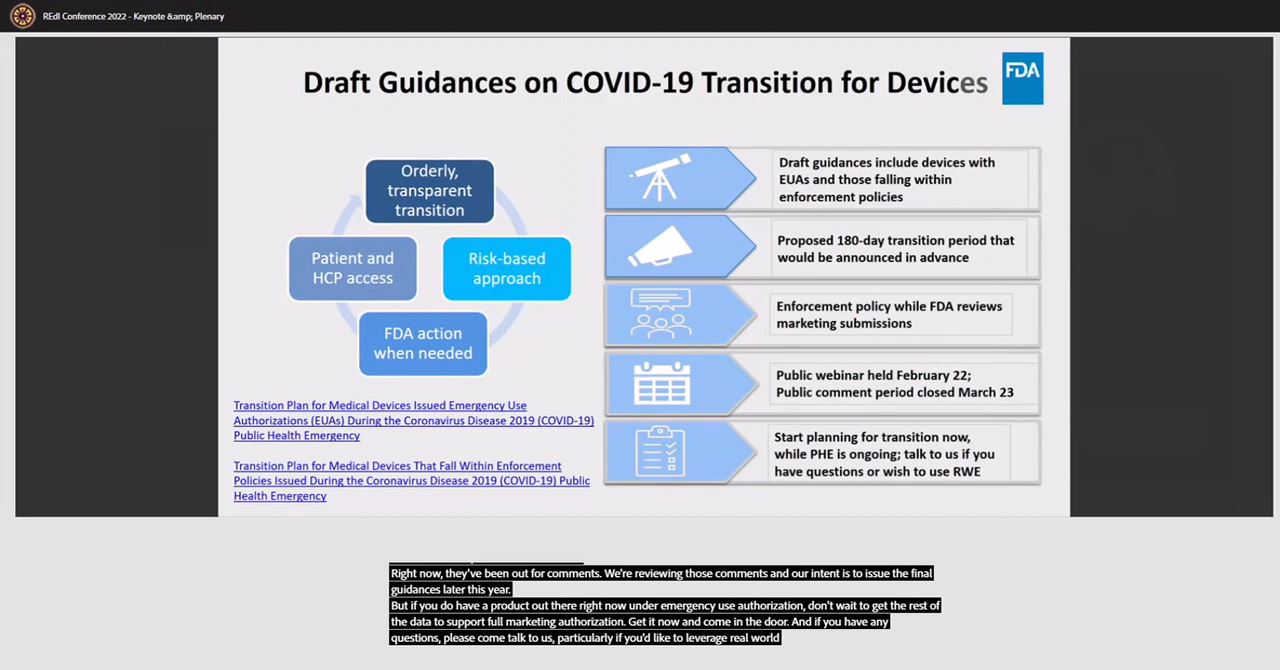 REdI Conference 2022 - Keynote &amp; Plenary
Draft Guidances on COVID-19 Transition for Devices
FDA
Orderly,
transparent
transition
Patient and
HCP access
Risk-based
approach
FDA action
when needed
Transition Plan for Medical Devices Issued Emergency Use
Authorizations (EUAs) During the Coronavirus Disease 2019 (COVID-19)
Public Health Emergency
Transition Plan for Medical Devices That Fall Within Enforcement
Policies Issued During the Coronavirus Disease 2019 (COVID-19) Public
Health Emergency
Draft guidances include devices with
EUAs and those falling within
enforcement policies
Proposed 180-day transition period that
would be announced in advance
Enforcement policy while FDA reviews
marketing submissions
Public webinar held February 22;
Public comment period closed March 23
Start planning for transition now,
while PHE is ongoing; talk to us if you
have questions or wish to use RWE
Right now, they've been out for comments. We're reviewing those comments and our intent is to issue the final
guidances later this year.
But if you do have a product out there right now under emergency use authorization, don't wait to get the rest of
the data to support full marketing authorization. Get it now and come in the door. And if you have any
questions, please come talk to us, particularly if you'd like to leverage real world